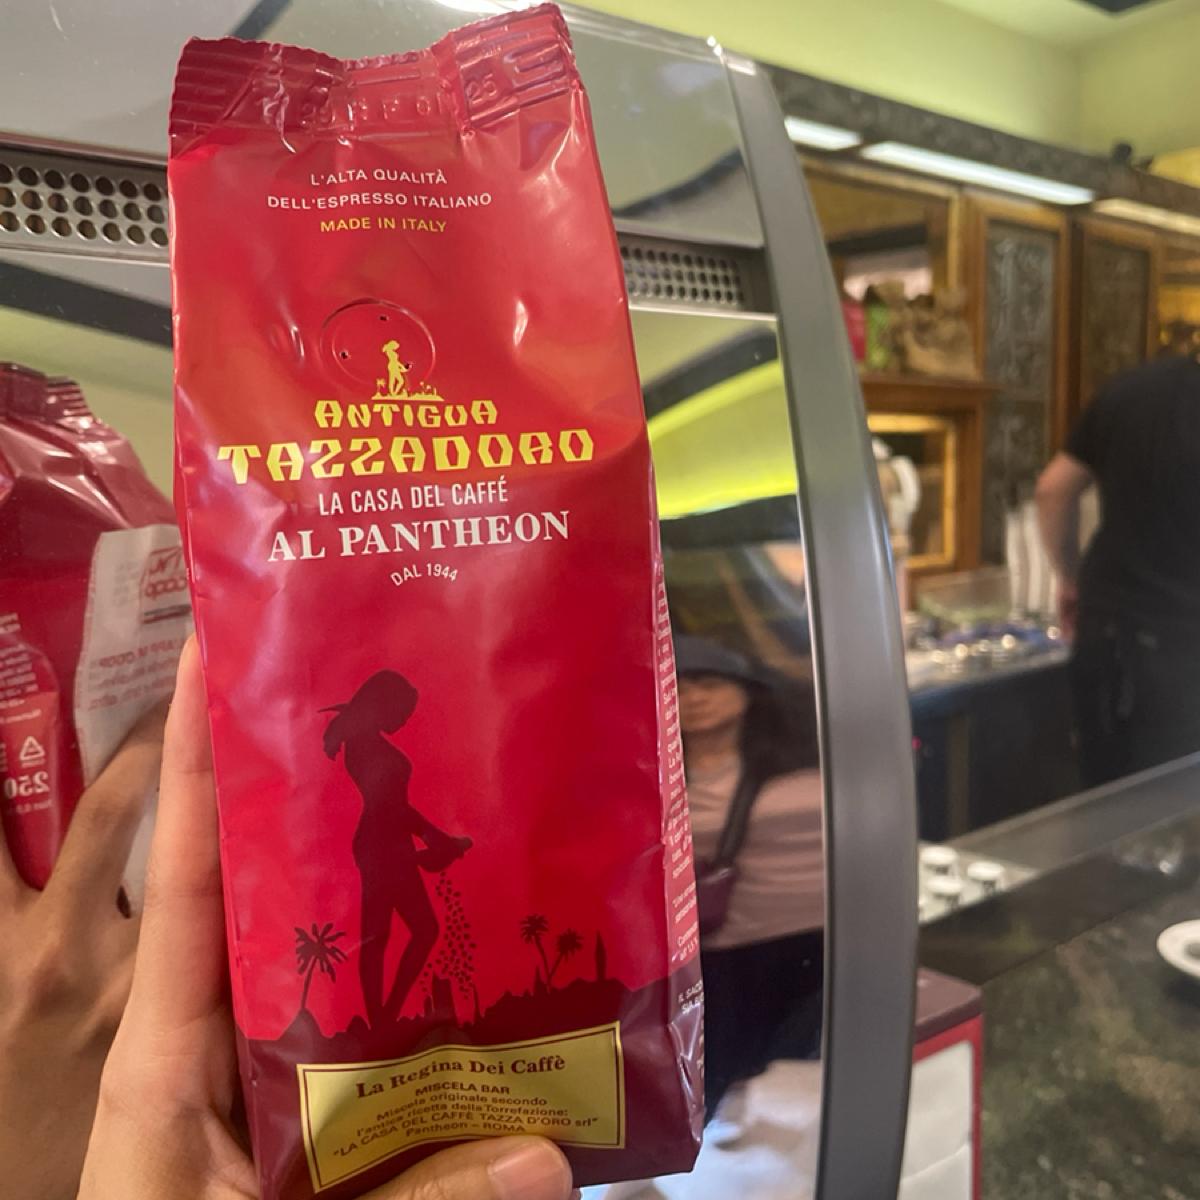 L'ALTA QUALITÀ
DELL'ESPRESSO ITALIANO
MADE IN ITALY
ANTIGUA
TAZZADORO
LA CASA DEL CAFFÉ
AL PANTHEON
DAL 1944
La Regina Dei Caffè
MISCELA BAR
Miscela originale secondo
l'antica ricetta della Torrefazione:
"LA CASA DEL CAFFÈ TAZZA D'ORO srl"
Pantheon - ROMA
250